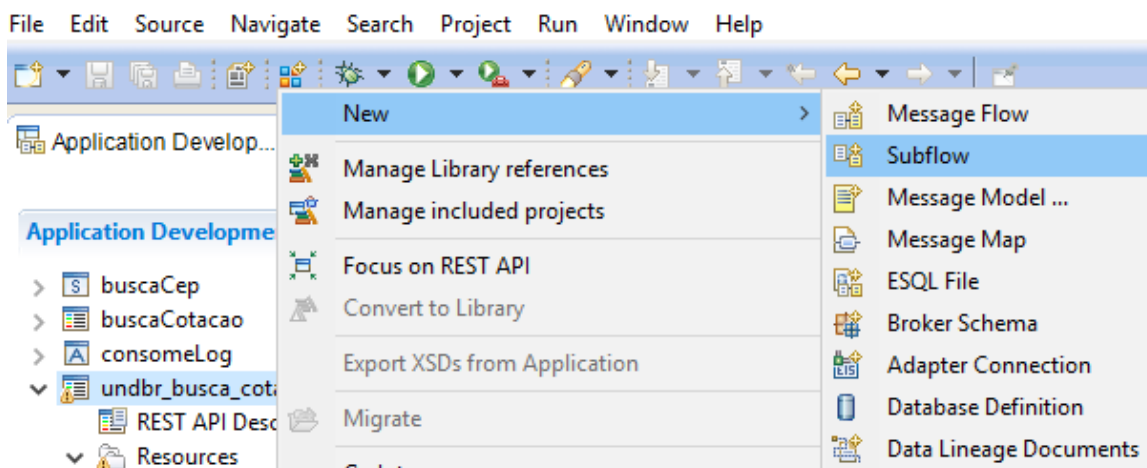 File Edit Source Navigate Search Project Run Window Help
Application Develop...
Application Developme
buscaCep
buscaCotacao
consomeLog
undbr_busca_cota
REST API Desc
Resources
New
Manage Library references
Manage included projects
Focus on REST API
Convert to Library
Export XSDs from Application
Migrate
Message Flow
Subflow
Message Model ...
Message Map
ESQL File
Broker Schema
Adapter Connection
Database Definition
Data Lineage Documents